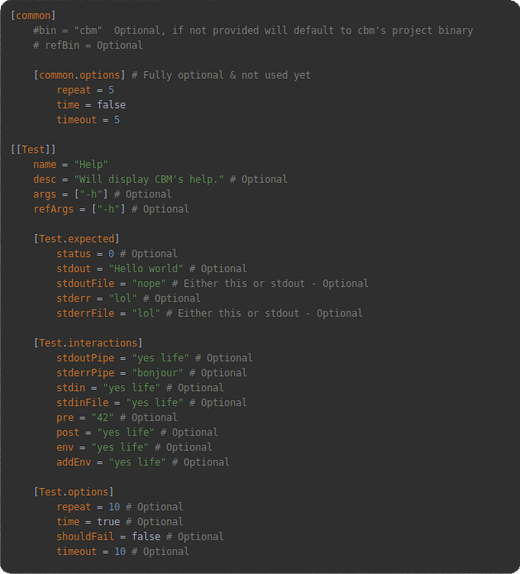 [common]
#bin = "cbm"  Optional, if not provided will default to cbm's project binary
# refBin = Optional
[common.options] # Fully optional & not used yet
repeat = 5
time = false
timeout = 5
[[Test]]
name = "Help"
desc = "Will display CBM's help." # Optional
args = ["-h"] # Optional
refArgs = ["-h"] # Optional
[Test.expected]
status = 0 # Optional
stdout = "Hello world" # Optional
stdoutFile = "nope" # Either this or stdout - Optional
stderr = "lol" # Optional
stderrFile = "lol" # Either this or stdout - Optional
[Test.interactions]
stdoutPipe = "yes life" # Optional
stderrPipe = "bonjour" # Optional
stdin = "yes life" # Optional
stdinFile = "yes life" # Optional
pre = "42" # Optional
post = "yes life" # Optional
env = "yes life" # Optional
addEnv = "yes life" # Optional
[Test.options]
repeat = 10 # Optional
time = true # Optional
shouldFail = false # Optional
timeout = 10 # Optional